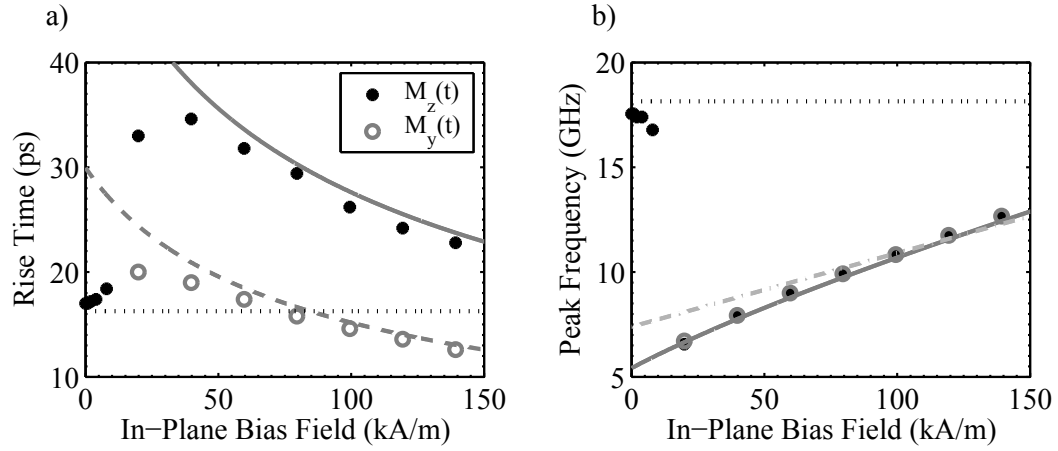 a)
40
30
20
10
0
50
100
150
Rise Time (ps)
In−Plane Bias Field (kA/m)
M_z(t)
M_y(t)
b)
20
15
10
5
0
50
100
150
Peak Frequency (GHz)
In−Plane Bias Field (kA/m)